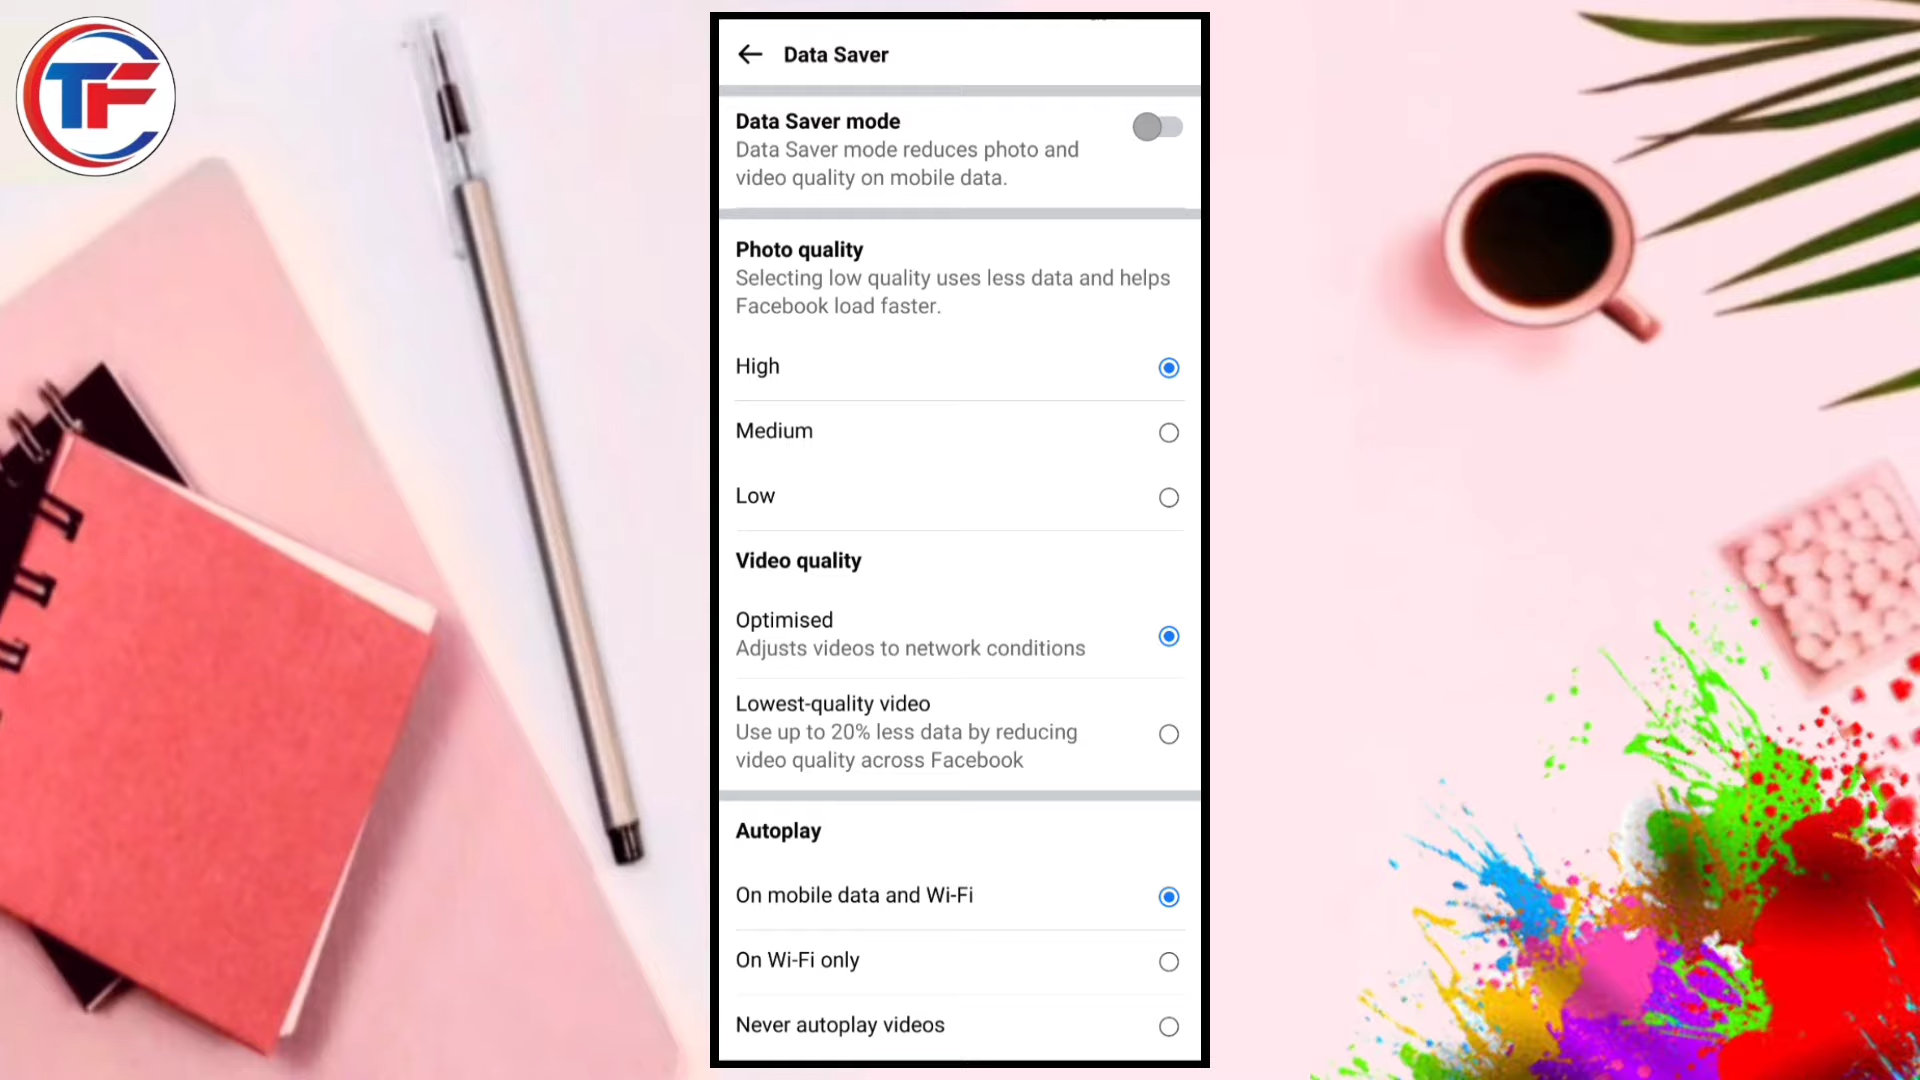 TF
Data Saver
Data Saver mode
Data Saver mode reduces photo and
video quality on mobile data.
Photo quality
Selecting low quality uses less data and helps
Facebook load faster.
High
Medium
Low
Video quality
Optimised
Adjusts videos to network conditions
Lowest-quality video
Use up to 20% less data by reducing
video quality across Facebook
Autoplay
On mobile data and Wi-Fi
On Wi-Fi only
Never autoplay videos